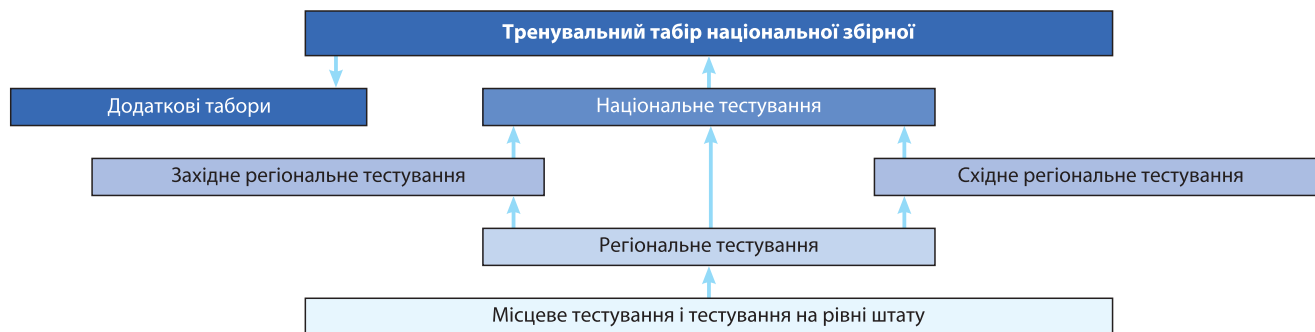 Тренувальний табір національної збірної
Додаткові табори
Національне тестування
Західне регіональне тестування
Східне регіональне тестування
Регіональне тестування
Місцеве тестування і тестування на рівні штату